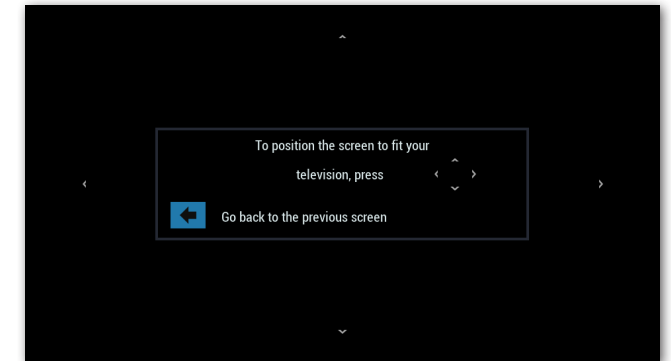 To position the screen to fit your
television, press
Go back to the previous screen